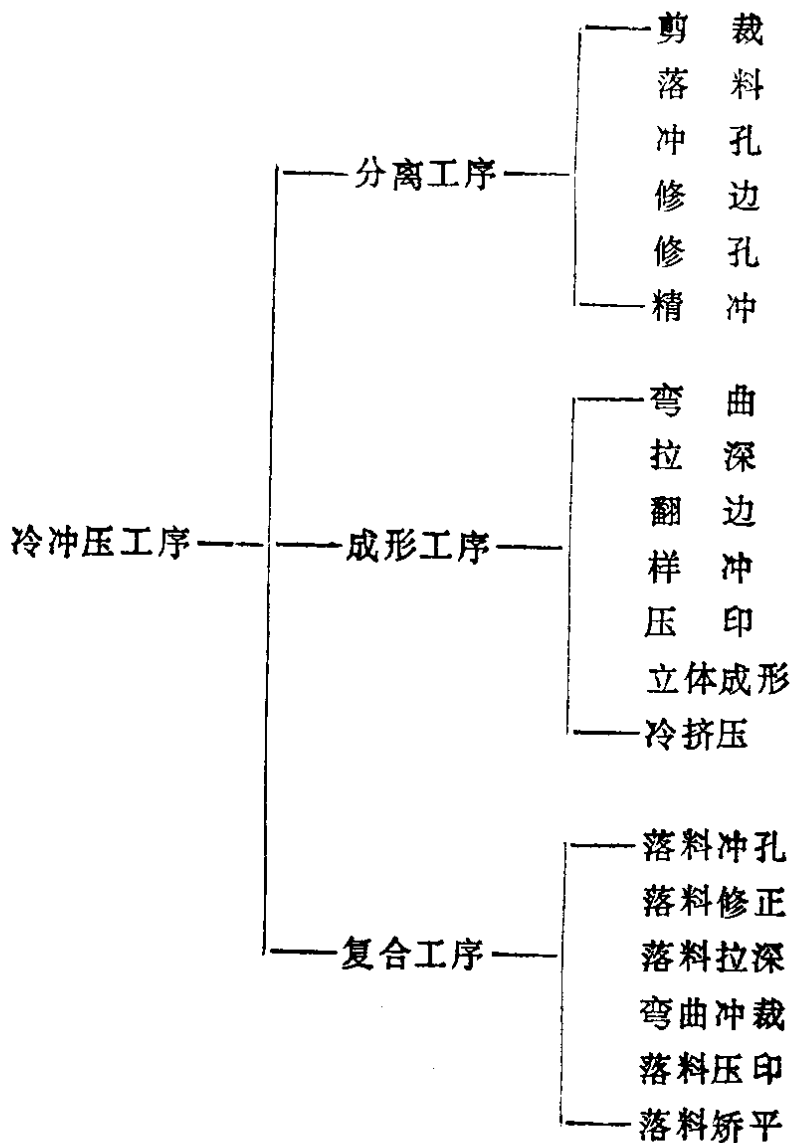 剪裁
落料
冲孔
分离工序
修边
修孔
精冲
弯曲
拉深
翻边
冷冲压工序
成形工序
样冲
压印
立体成形
冷挤压
落料冲孔
落料修正
复合工序
落料拉深
弯曲冲裁
落料压印
落料矫平